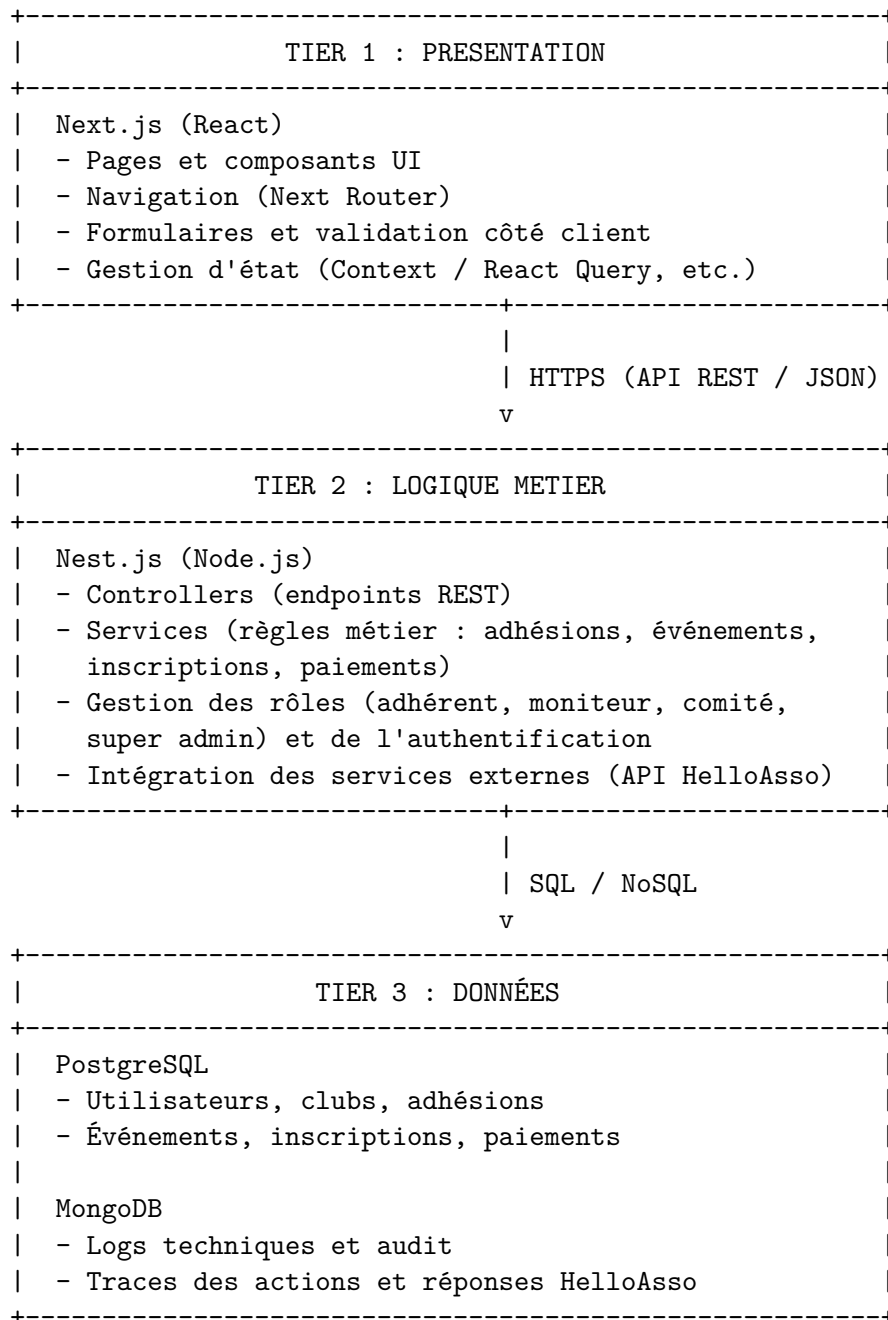 TIER 1 : PRESENTATION
Next.js (React)
- Pages et composants UI
- Navigation (Next Router)
- Formulaires et validation côté client
- Gestion d'état (Context / React Query, etc.)
HTTPS (API REST / JSON)
v
TIER 2 : LOGIQUE METIER
Nest.js (Node.js)
- Controllers (endpoints REST)
- Services (règles métier : adhésions, événements,
inscriptions, paiements)
- Gestion des rôles (adhérent, moniteur, comité,
super admin) et de l'authentification
- Intégration des services externes (API HelloAsso)
SQL / NoSQL
v
TIER 3 : DONNÉES
PostgreSQL
- Utilisateurs, clubs, adhésions
- Événements, inscriptions, paiements
MongoDB
- Logs techniques et audit
- Traces des actions et réponses HelloAsso